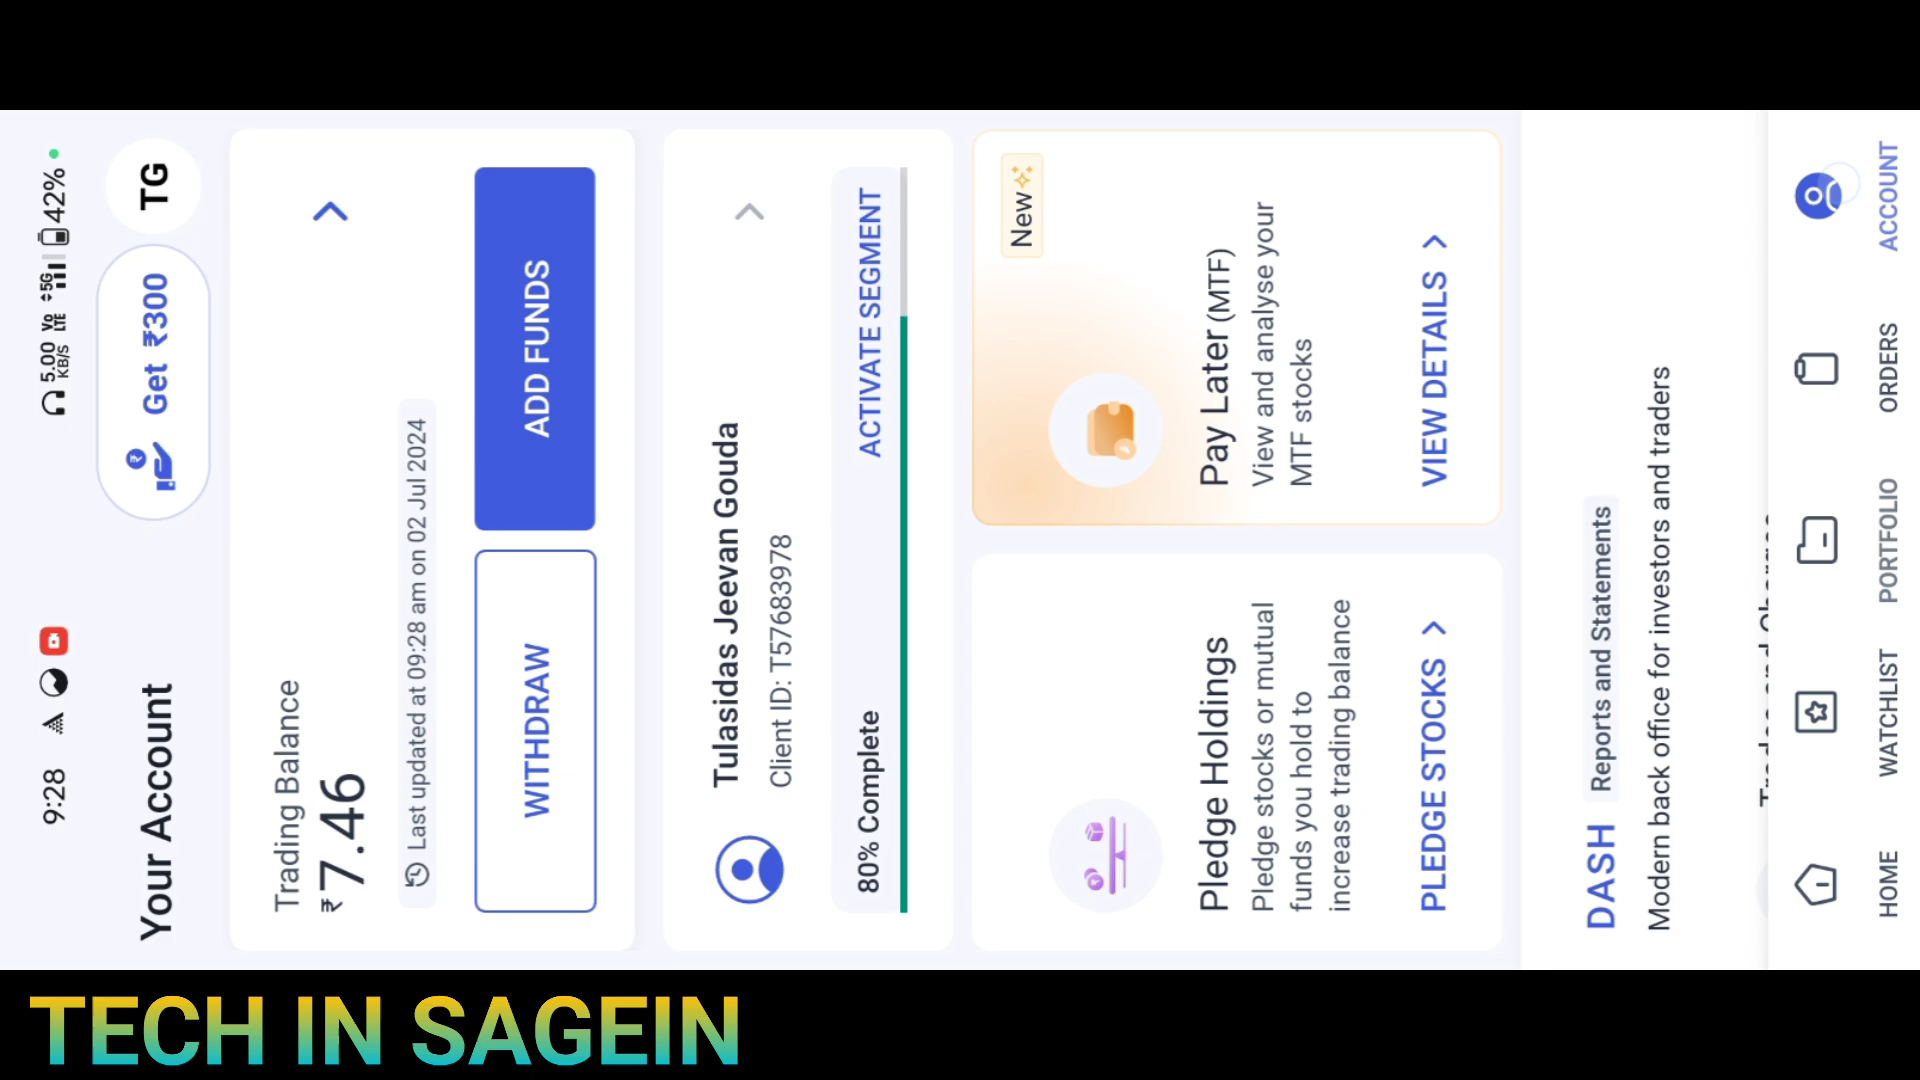 9:28
5.00 KB/S Vo LTE 5G 42%
Your Account
Get ₹300
TG
Trading Balance
₹7.46
Last updated at 09:28 am on 02 Jul 2024
WITHDRAW
ADD FUNDS
Tulasidas Jeevan Gouda
Client ID: T57683978
80% Complete
ACTIVATE SEGMENT
Pledge Holdings
Pledge stocks or mutual
funds you hold to
increase trading balance
PLEDGE STOCKS
New
Pay Later (MTF)
View and analyse your
MTF stocks
VIEW DETAILS
DASH
Reports and Statements
Modern back office for investors and traders
HOME
WATCHLIST
PORTFOLIO
ORDERS
ACCOUNT
TECH IN SAGEIN